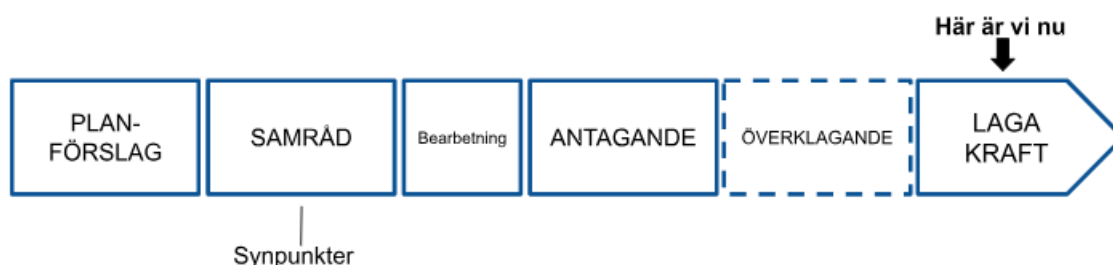 Här är vi nu
PLAN-
FÖRSLAG
SAMRÅD
Bearbetning
ANTAGANDE
ÖVERKLAGANDE
LAGA
KRAFT
Synpunkter